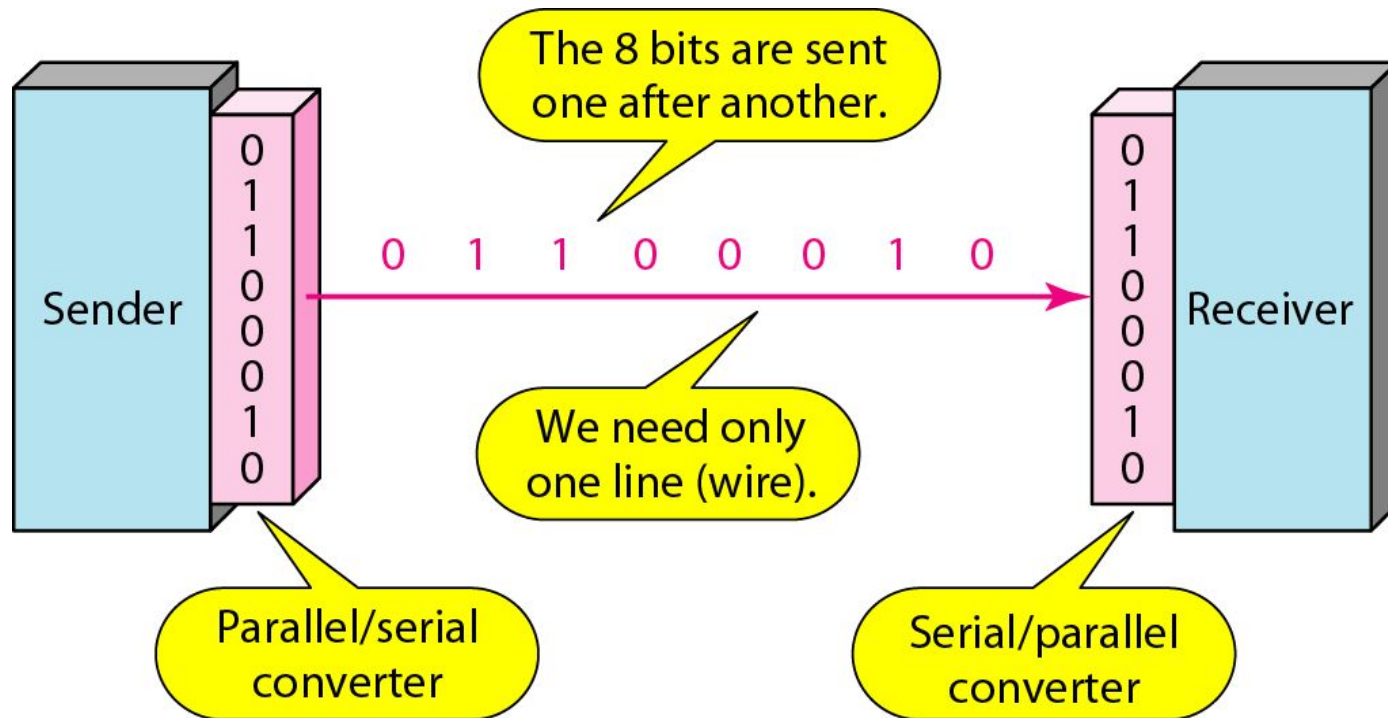 The 8 bits are sent
one after another.
Sender
0
1
1
0
0
0
1
0
0 1 1 0 0 0 1 0
0
1
1
0
0
0
1
0
Receiver
We need only
one line (wire).
Parallel/serial
converter
Serial/parallel
converter